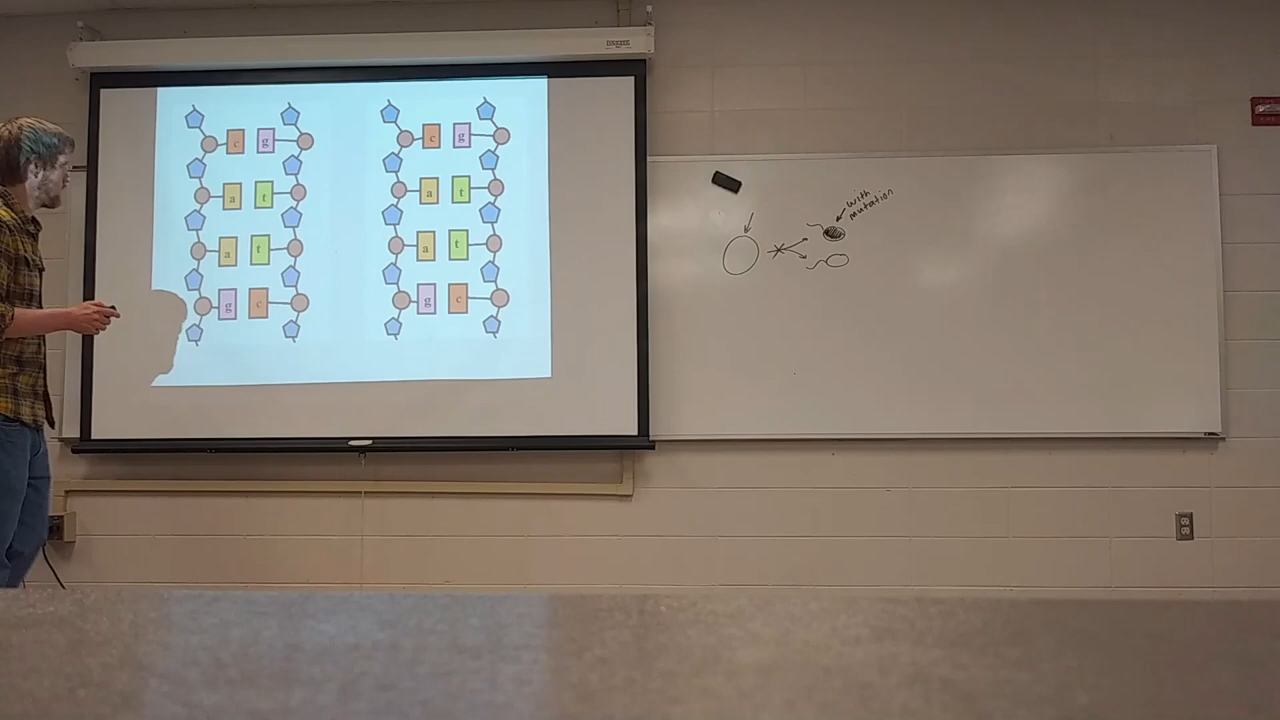 c g c g
a t a t
a t a t
g c g c
with
mutation